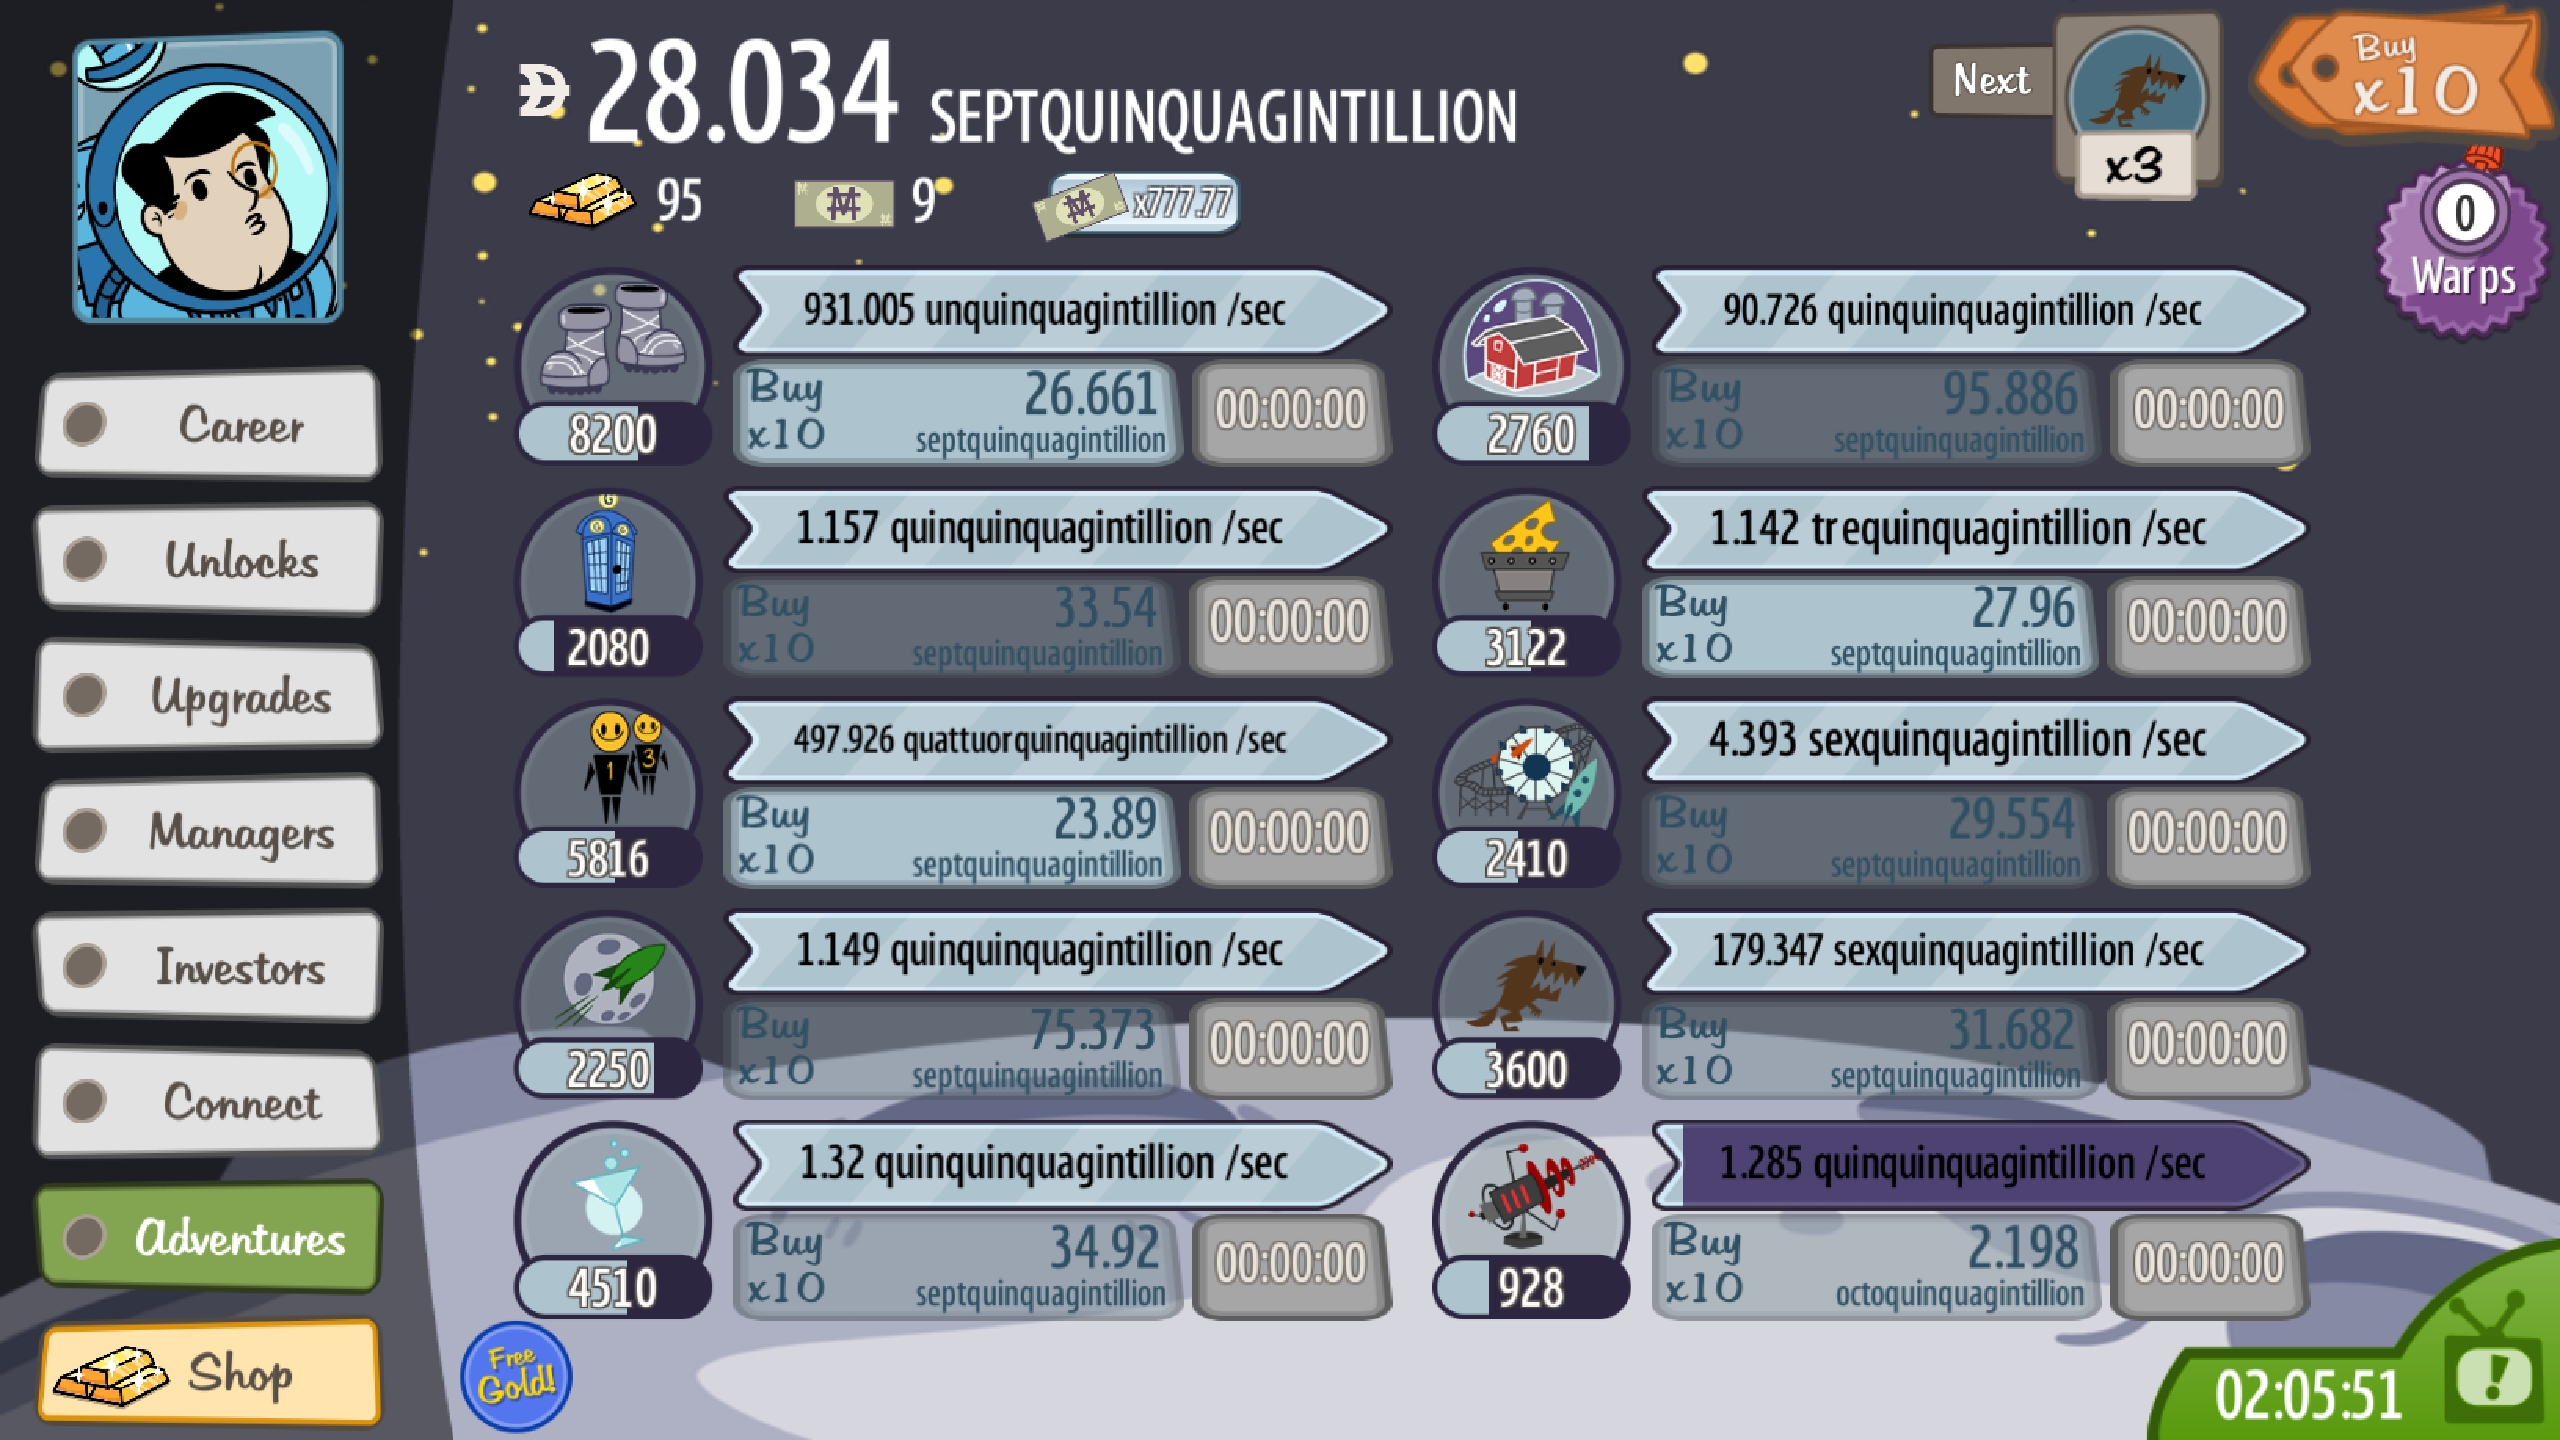 28.034 SEPTQUINQUAGINTILLION
95
9
x777.77
Next
x3
Buy
x10
0
Warps
Career
Unlocks
Upgrades
Managers
Investors
Connect
Adventures
Shop
931.005 unquinquagintillion /sec
8200
Buy
x10
26.661
septquinquagintillion
00:00:00
90.726 quinquinquagintillion /sec
2760
Buy
x10
95.886
septquinquagintillion
00:00:00
G
1.157 quinquinquagintillion /sec
2080
Buy
x10
33.54
septquinquagintillion
00:00:00
1.142 trequinquagintillion /sec
3122
Buy
x10
27.96
septquinquagintillion
00:00:00
1
3
497.926 quattuorquinquagintillion /sec
5816
Buy
x10
23.89
septquinquagintillion
00:00:00
4.393 sexquinquagintillion /sec
2410
Buy
x10
29.554
septquinquagintillion
00:00:00
1.149 quinquinquagintillion /sec
2250
Buy
x10
75.373
septquinquagintillion
00:00:00
179.347 sexquinquagintillion /sec
3600
Buy
x10
31.682
septquinquagintillion
00:00:00
1.32 quinquinquagintillion /sec
4510
Buy
x10
34.92
septquinquagintillion
00:00:00
1.285 quinquinquagintillion /sec
928
Buy
x10
2.198
octoquinquagintillion
00:00:00
Free
Gold!
02:05:51
!